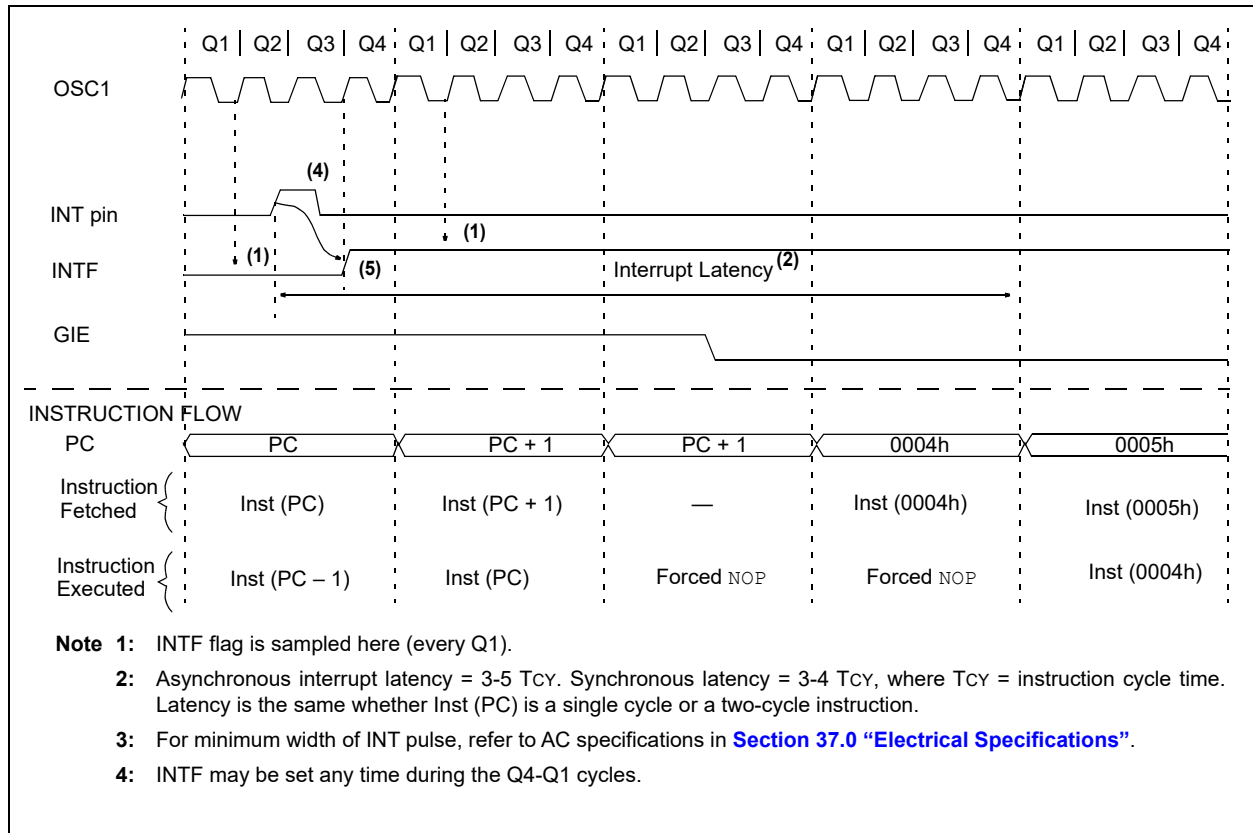 Q1 Q2 Q3 Q4 Q1 Q2 Q3 Q4 Q1 Q2 Q3 Q4 Q1 Q2 Q3 Q4 Q1 Q2 Q3 Q4
OSC1
(4)
INT pin
(1)
(1)
INTF
(5)
Interrupt Latency(2)
GIE
INSTRUCTION FLOW
PC PC PC + 1 PC + 1 0004h 0005h
Instruction
Fetched
Inst (PC) Inst (PC + 1) — Inst (0004h) Inst (0005h)
Instruction
Executed
Inst (PC – 1) Inst (PC) Forced NOP Forced NOP Inst (0004h)
Note 1: INTF flag is sampled here (every Q1).
2: Asynchronous interrupt latency = 3-5 TCY. Synchronous latency = 3-4 TCY, where TCY = instruction cycle time.
Latency is the same whether Inst (PC) is a single cycle or a two-cycle instruction.
3: For minimum width of INT pulse, refer to AC specifications in Section 37.0 “Electrical Specifications”.
4: INTF may be set any time during the Q4-Q1 cycles.